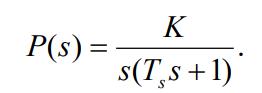 P(s) = K / s(T_s s + 1) .